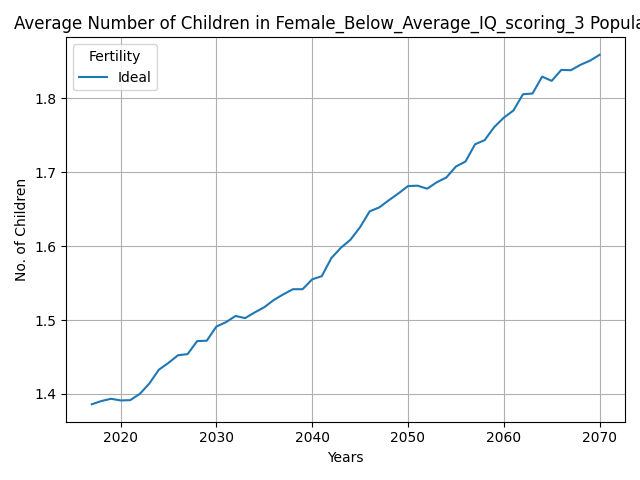 Average Number of Children in Female_Below_Average_IQ_scoring_3 Popula
Fertility
Ideal
No. of Children
1.8
1.7
1.6
1.5
1.4
2020 2030 2040 2050 2060 2070
Years